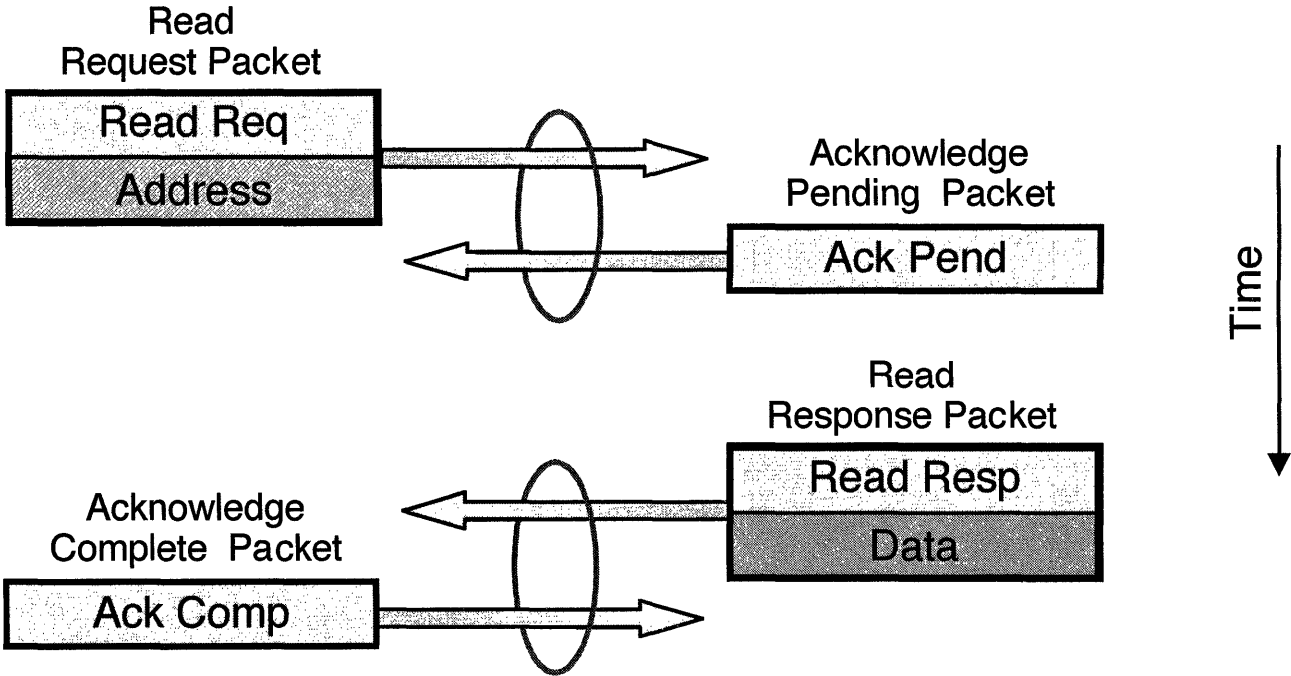 Read
Request Packet
Read Req
Address
Acknowledge
Pending Packet
Ack Pend
Time
Read
Response Packet
Read Resp
Data
Acknowledge
Complete Packet
Ack Comp